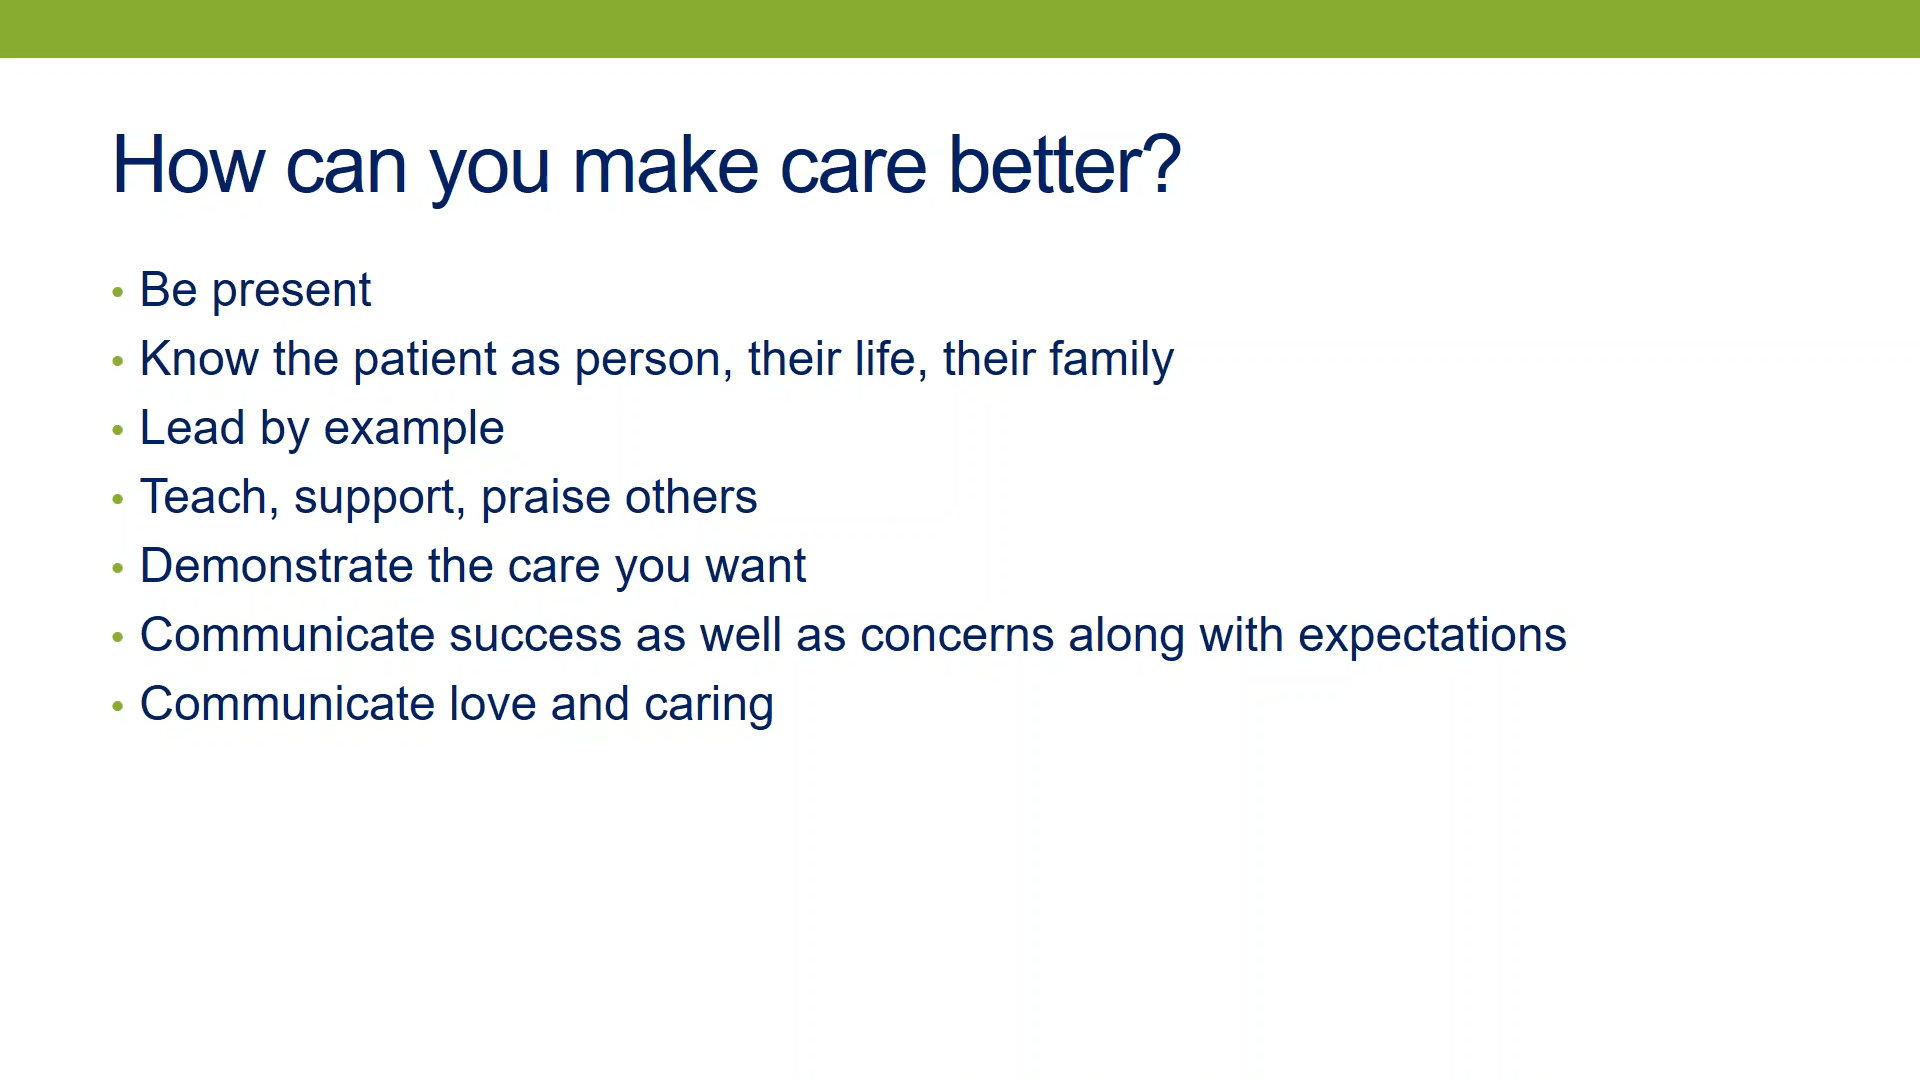 How can you make care better?
• Be present
• Know the patient as person, their life, their family
• Lead by example
• Teach, support, praise others
• Demonstrate the care you want
• Communicate success as well as concerns along with expectations
• Communicate love and caring